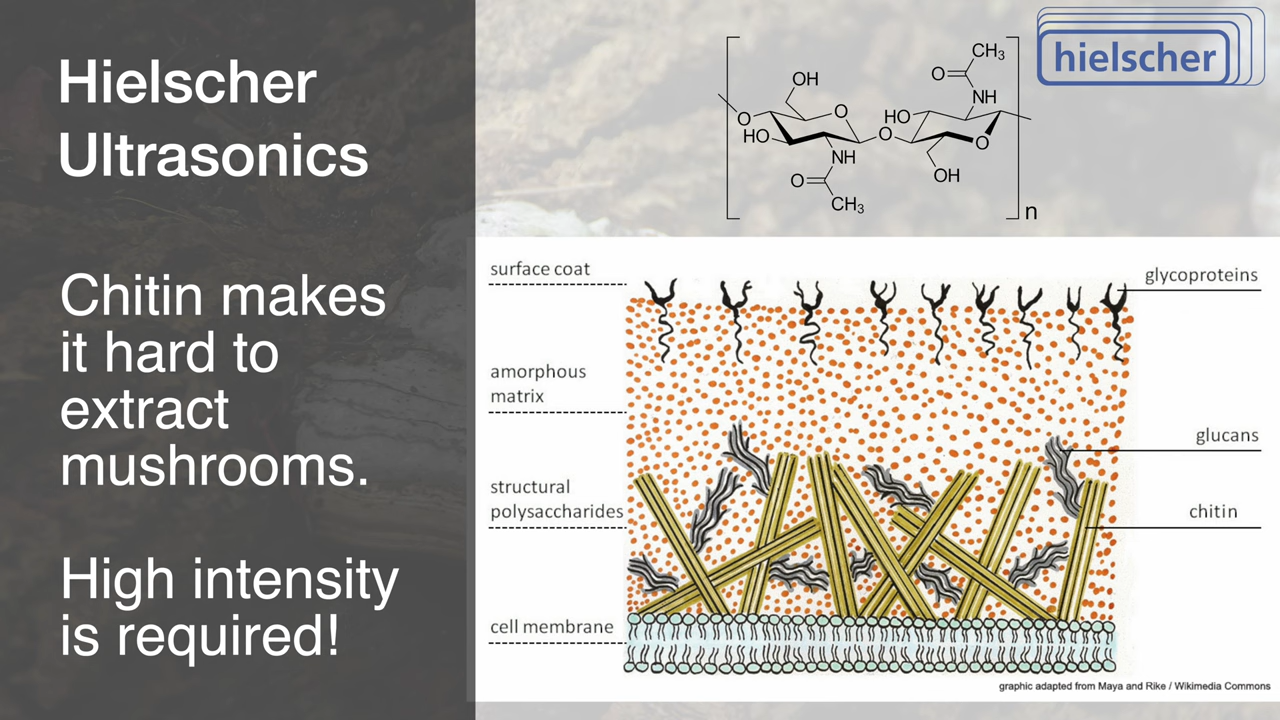 Hielscher
Ultrasonics
Chitin makes
it hard to
extract
mushrooms.
High intensity
is required!
hielscher
CH3
O
NH
OH
O
HO
O
HO
O
NH
O
O
OH
CH3
n
surface coat
glycoproteins
amorphous
matrix
glucans
structural
polysaccharides
chitin
cell membrane
graphic adapted from Maya and Rike / Wikimedia Commons